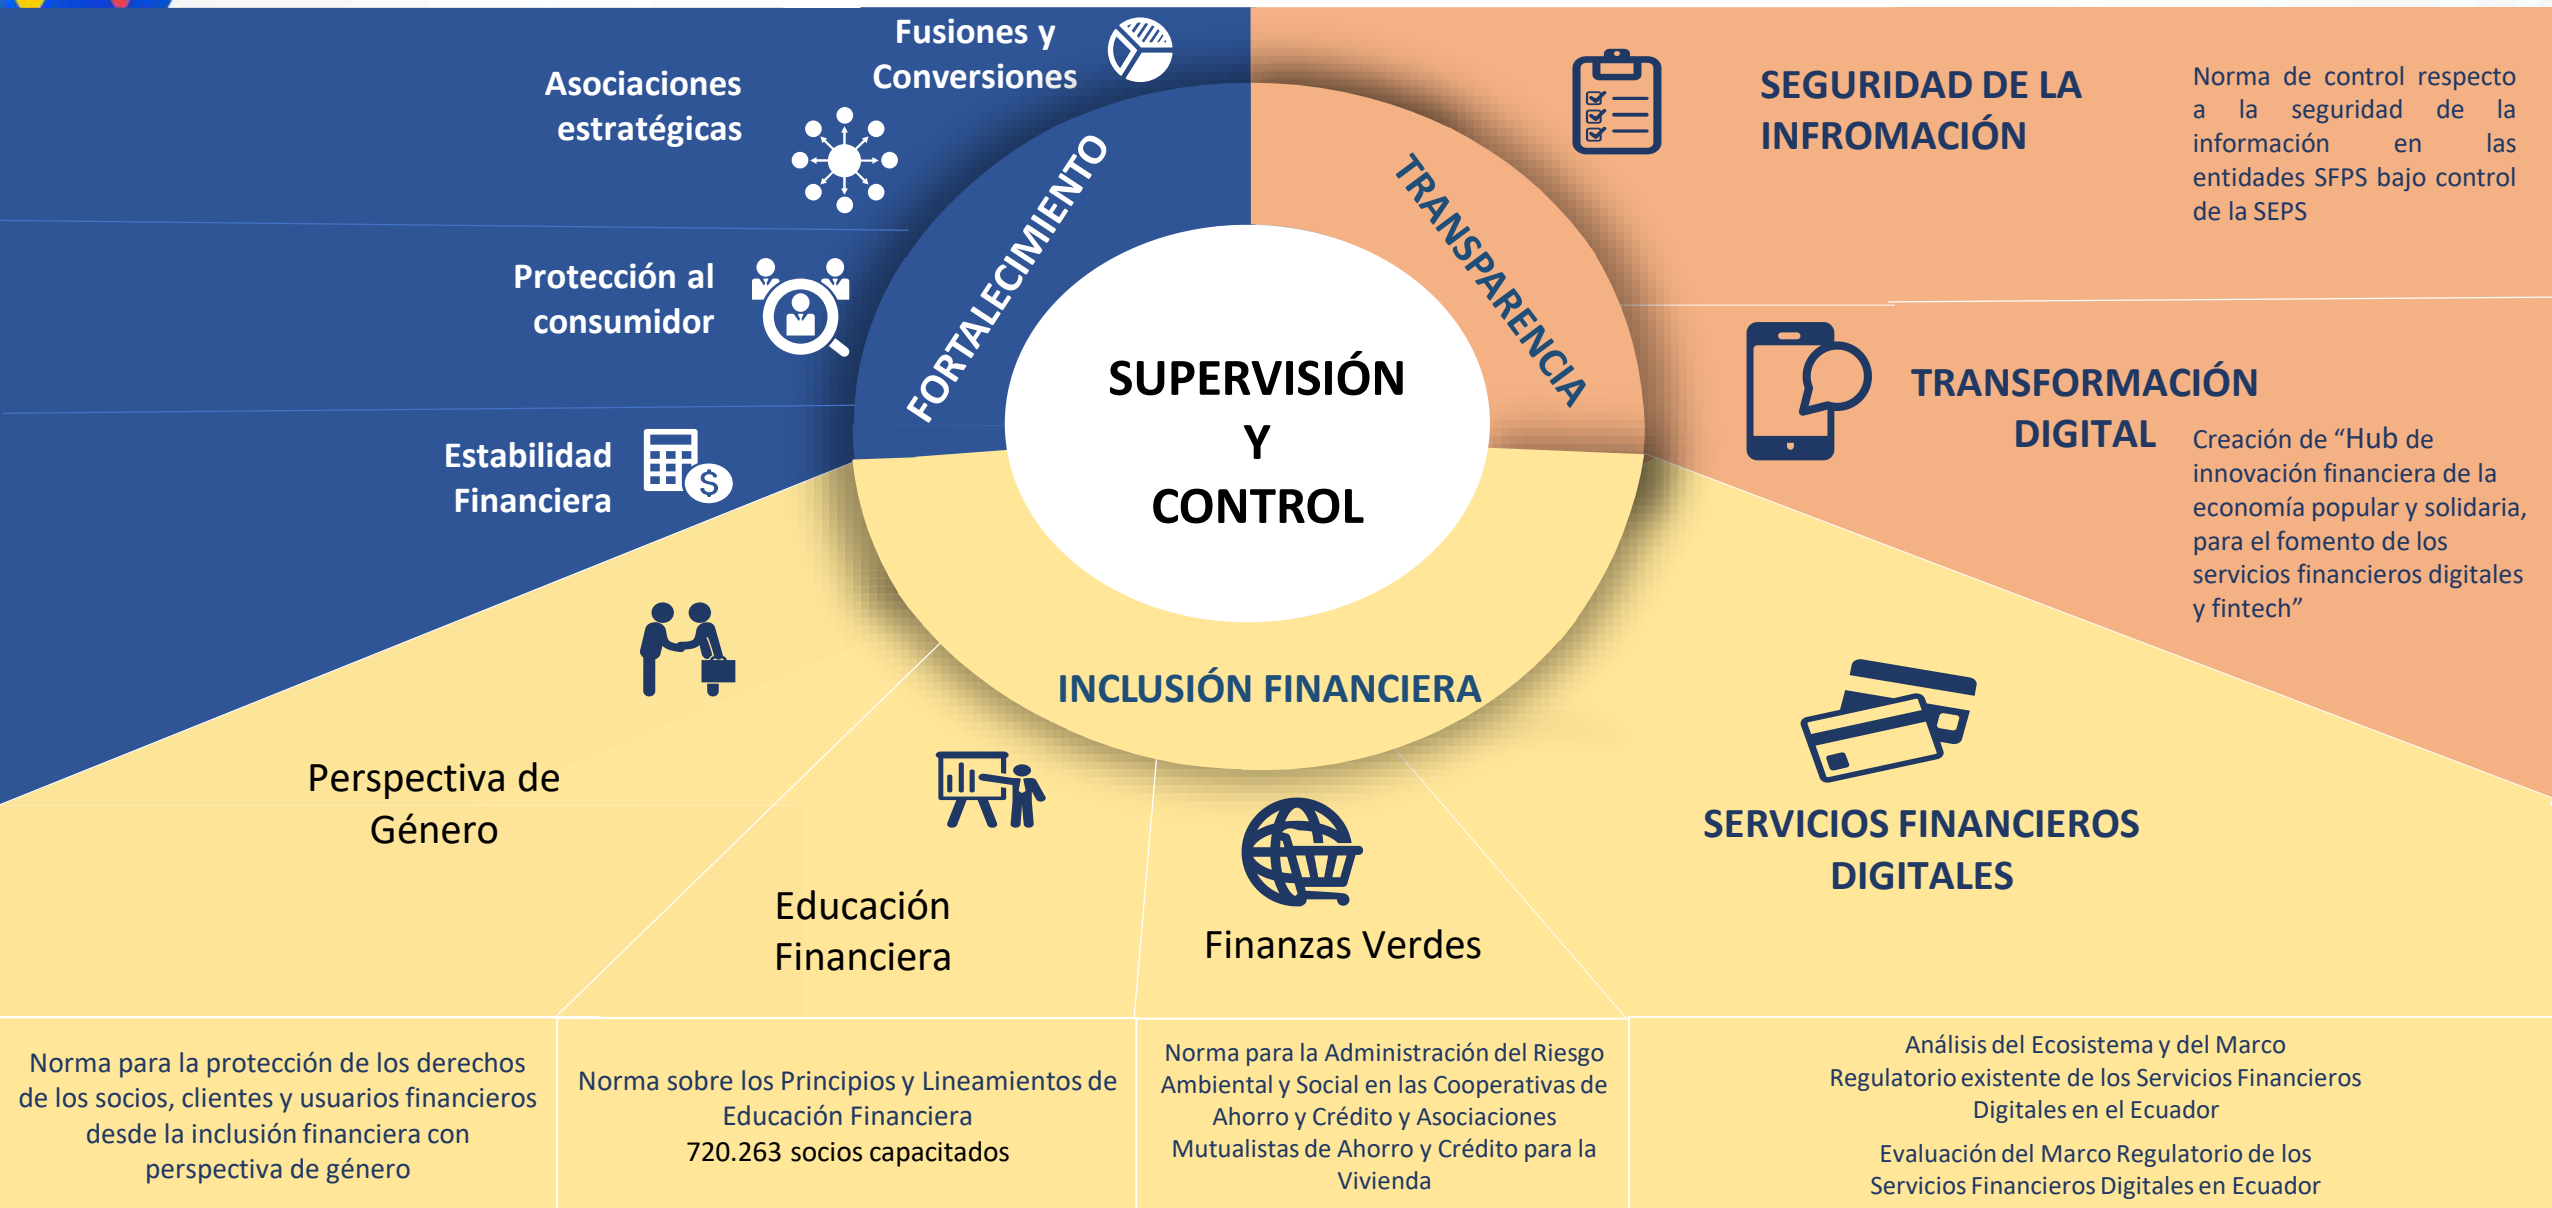 Fusiones y
Conversiones
Asociaciones
estratégicas
Protección al
consumidor
Estabilidad
Financiera
FORTALECIMIENTO
TRANSPARENCIA
SUPERVISIÓN
Y
CONTROL
INCLUSIÓN FINANCIERA
SEGURIDAD DE LA
INFROMACIÓN
Norma de control respecto
a la seguridad de la
información en las
entidades SFPS bajo control
de la SEPS
TRANSFORMACIÓN
DIGITAL
Creación de “Hub de
innovación financiera de la
economía popular y solidaria,
para el fomento de los
servicios financieros digitales
y fintech”
Perspectiva de
Género
Educación
Financiera
Finanzas Verdes
SERVICIOS FINANCIEROS
DIGITALES
Norma para la protección de los derechos
de los socios, clientes y usuarios financieros
desde la inclusión financiera con
perspectiva de género
Norma sobre los Principios y Lineamientos de
Educación Financiera
720.263 socios capacitados
Norma para la Administración del Riesgo
Ambiental y Social en las Cooperativas de
Ahorro y Crédito y Asociaciones
Mutualistas de Ahorro y Crédito para la
Vivienda
Análisis del Ecosistema y del Marco
Regulatorio existente de los Servicios Financieros
Digitales en el Ecuador
Evaluación del Marco Regulatorio de los
Servicios Financieros Digitales en Ecuador